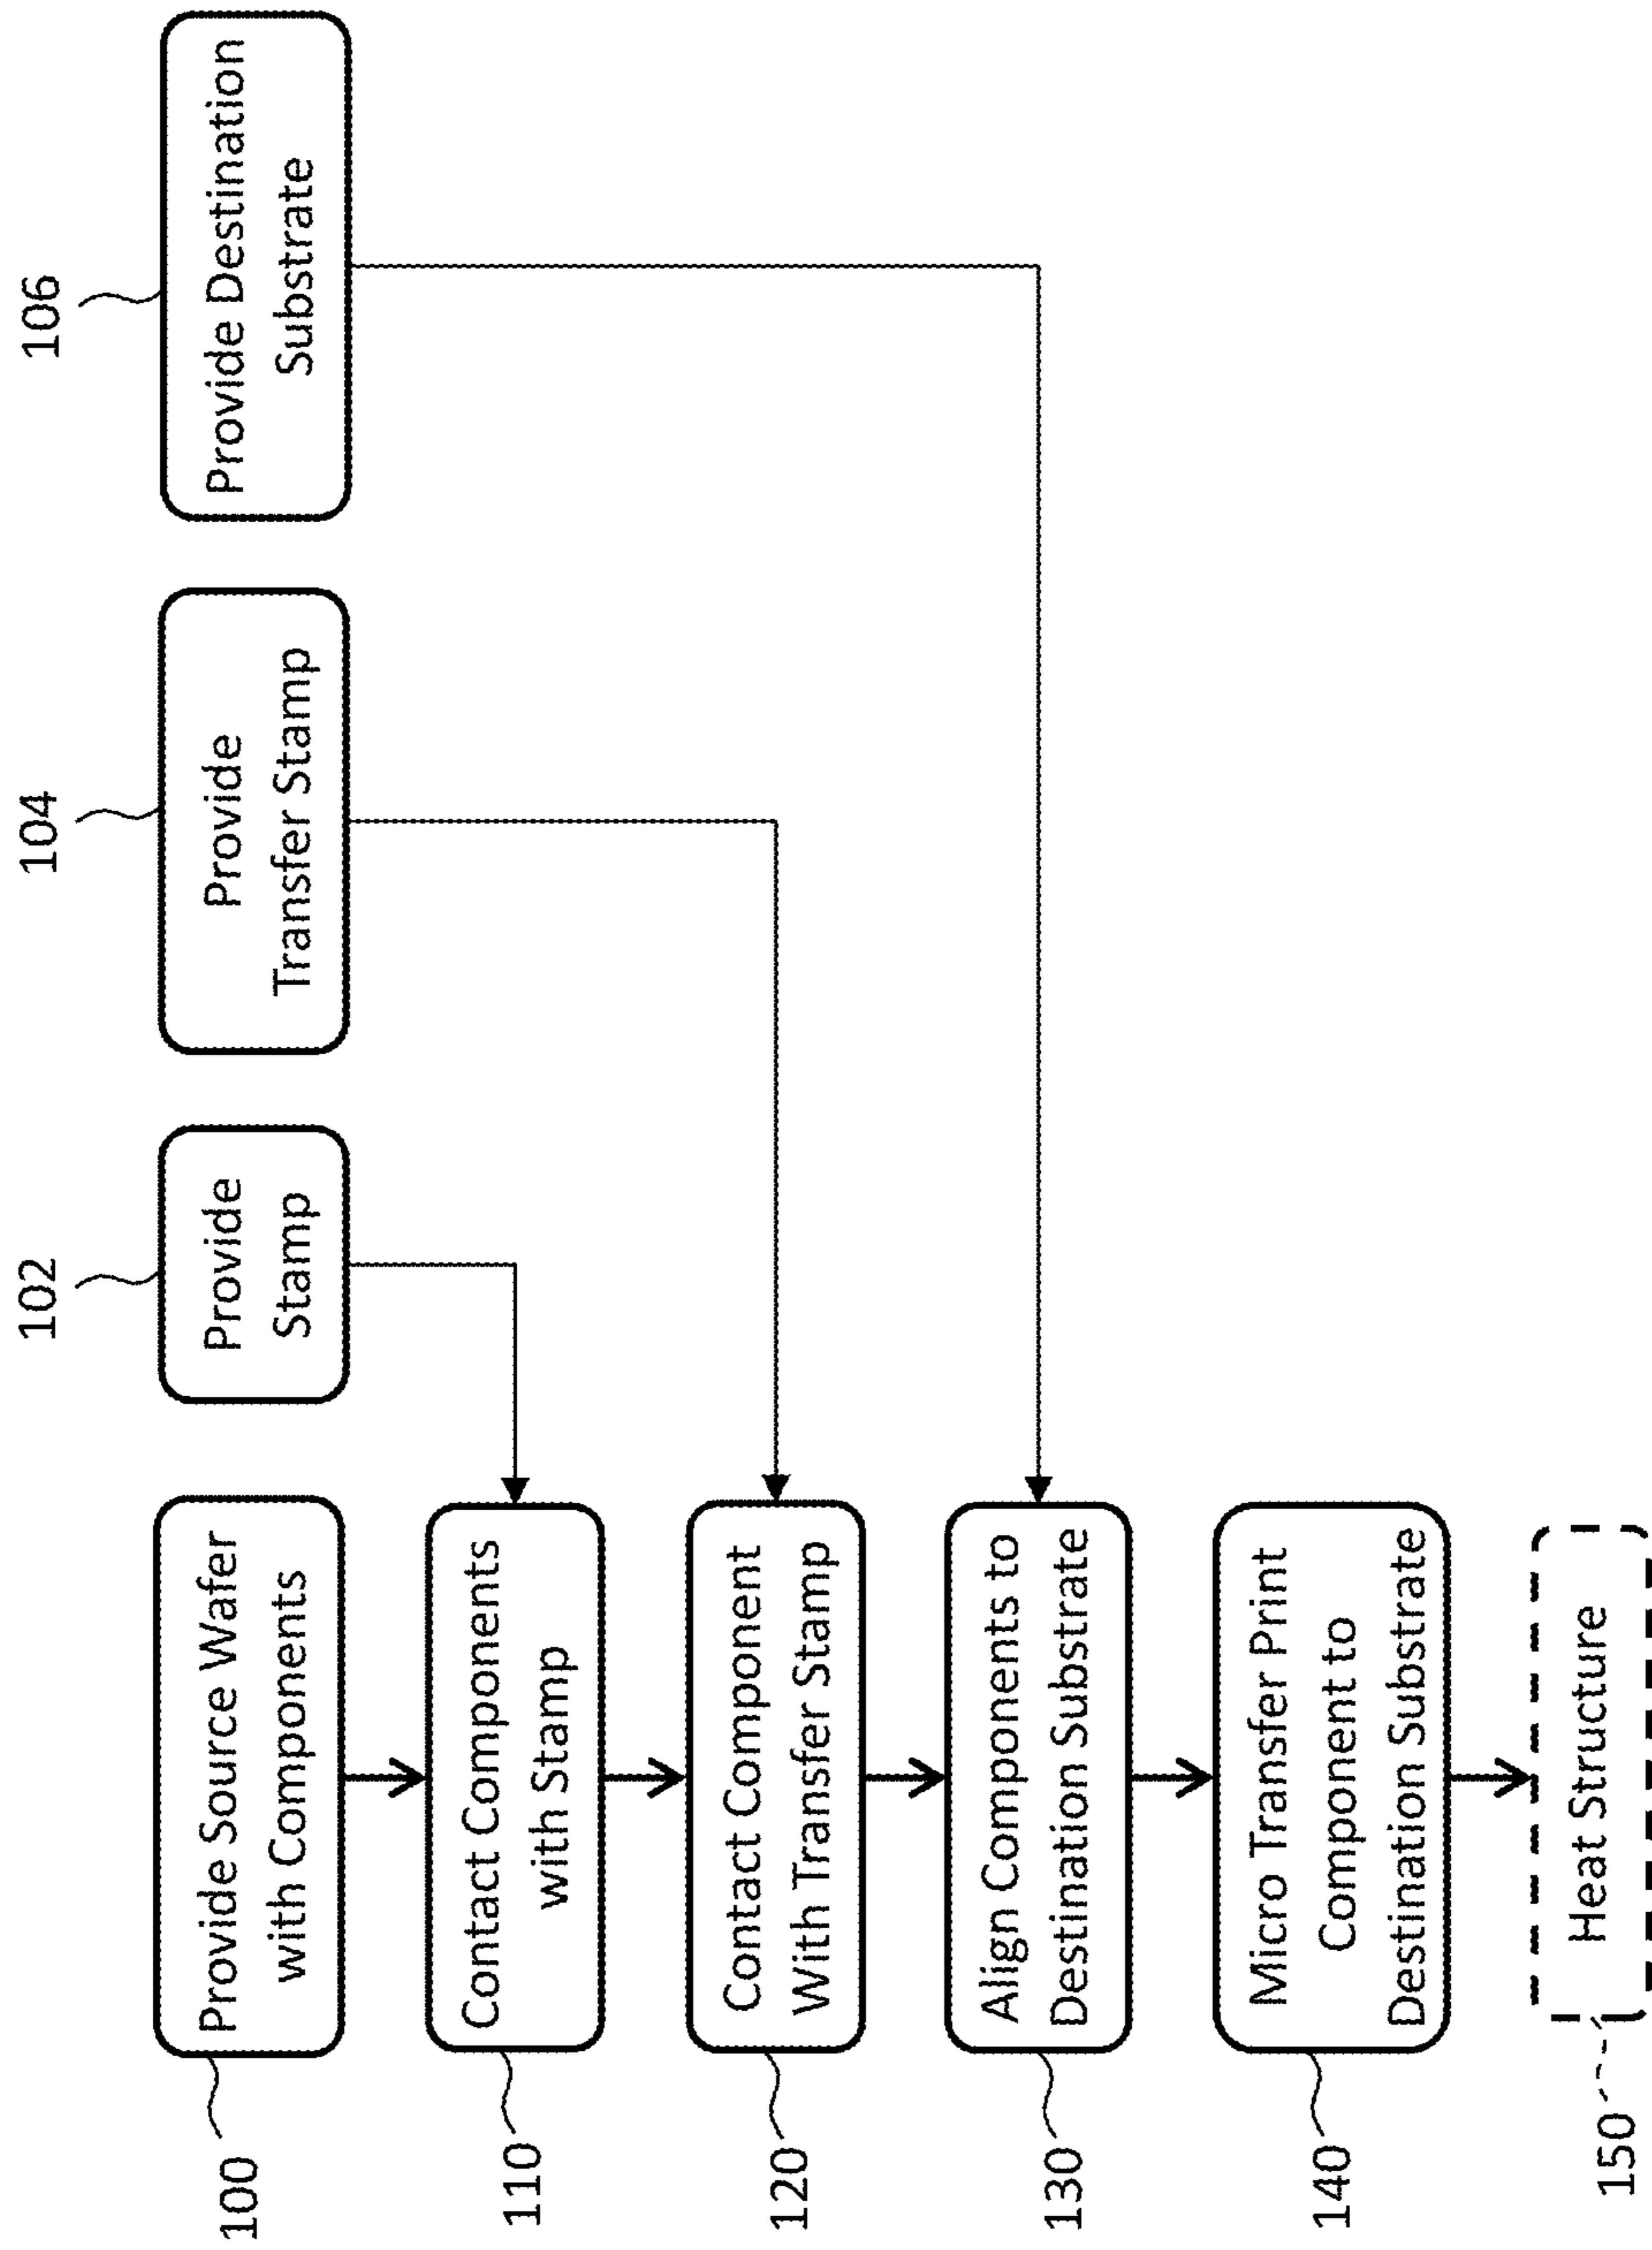 102
104
106
Provide Source Wafer
with Components
100
Provide
Stamp
Provide
Transfer Stamp
Provide Destination
Substrate
Contact Components
with Stamp
110
Contact Component
With Transfer Stamp
120
Align Components to
Destination Substrate
130
Micro Transfer Print
Component to
Destination Substrate
140
Heat Structure
150